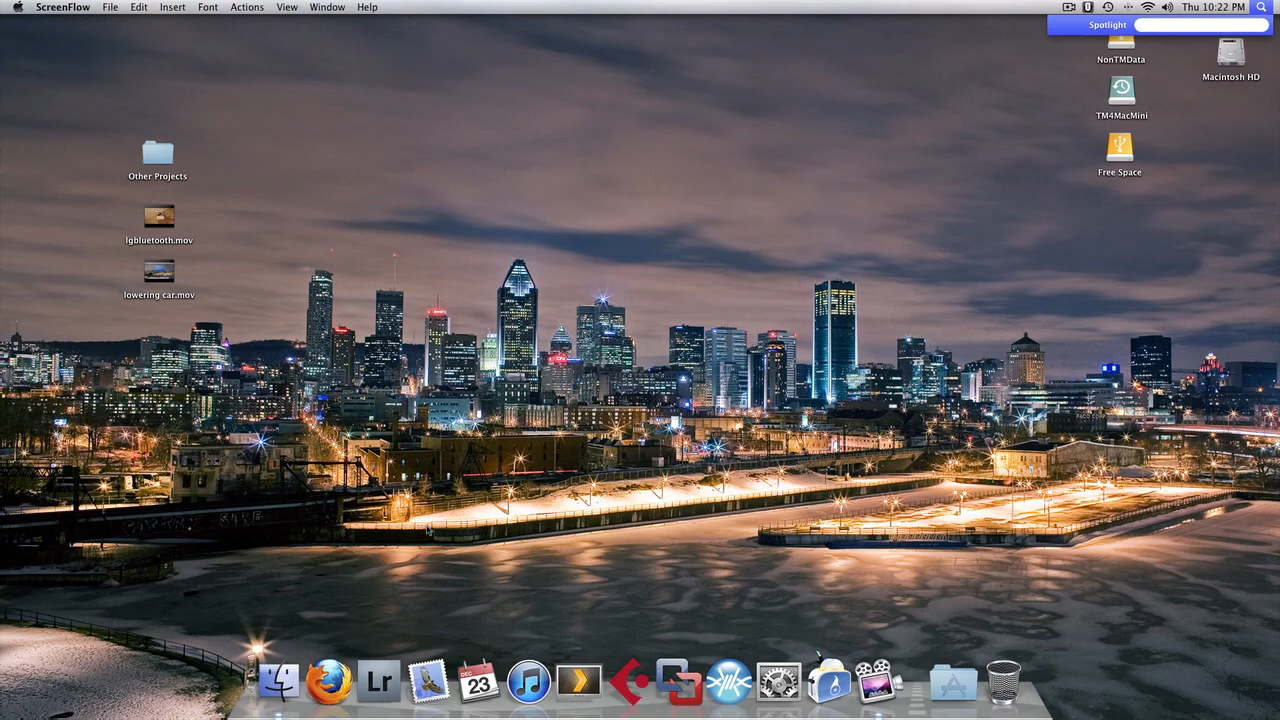 ScreenFlow File Edit Insert Font Actions View Window Help
Thu 10:22 PM
Spotlight
NonTMData
Macintosh HD
TM4MacMini
Free Space
Other Projects
lgbluetooth.mov
lowering car.mov
Lr
DEC
23